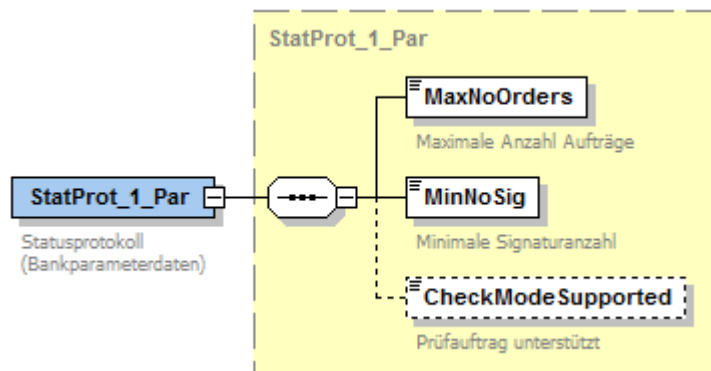 StatProt_1_Par
MaxNoOrders
Maximale Anzahl Aufträge
StatProt_1_Par
Statusprotokoll
(Bankparameterdaten)
MinNoSig
Minimale Signaturanzahl
CheckModeSupported
Prüfauftrag unterstützt